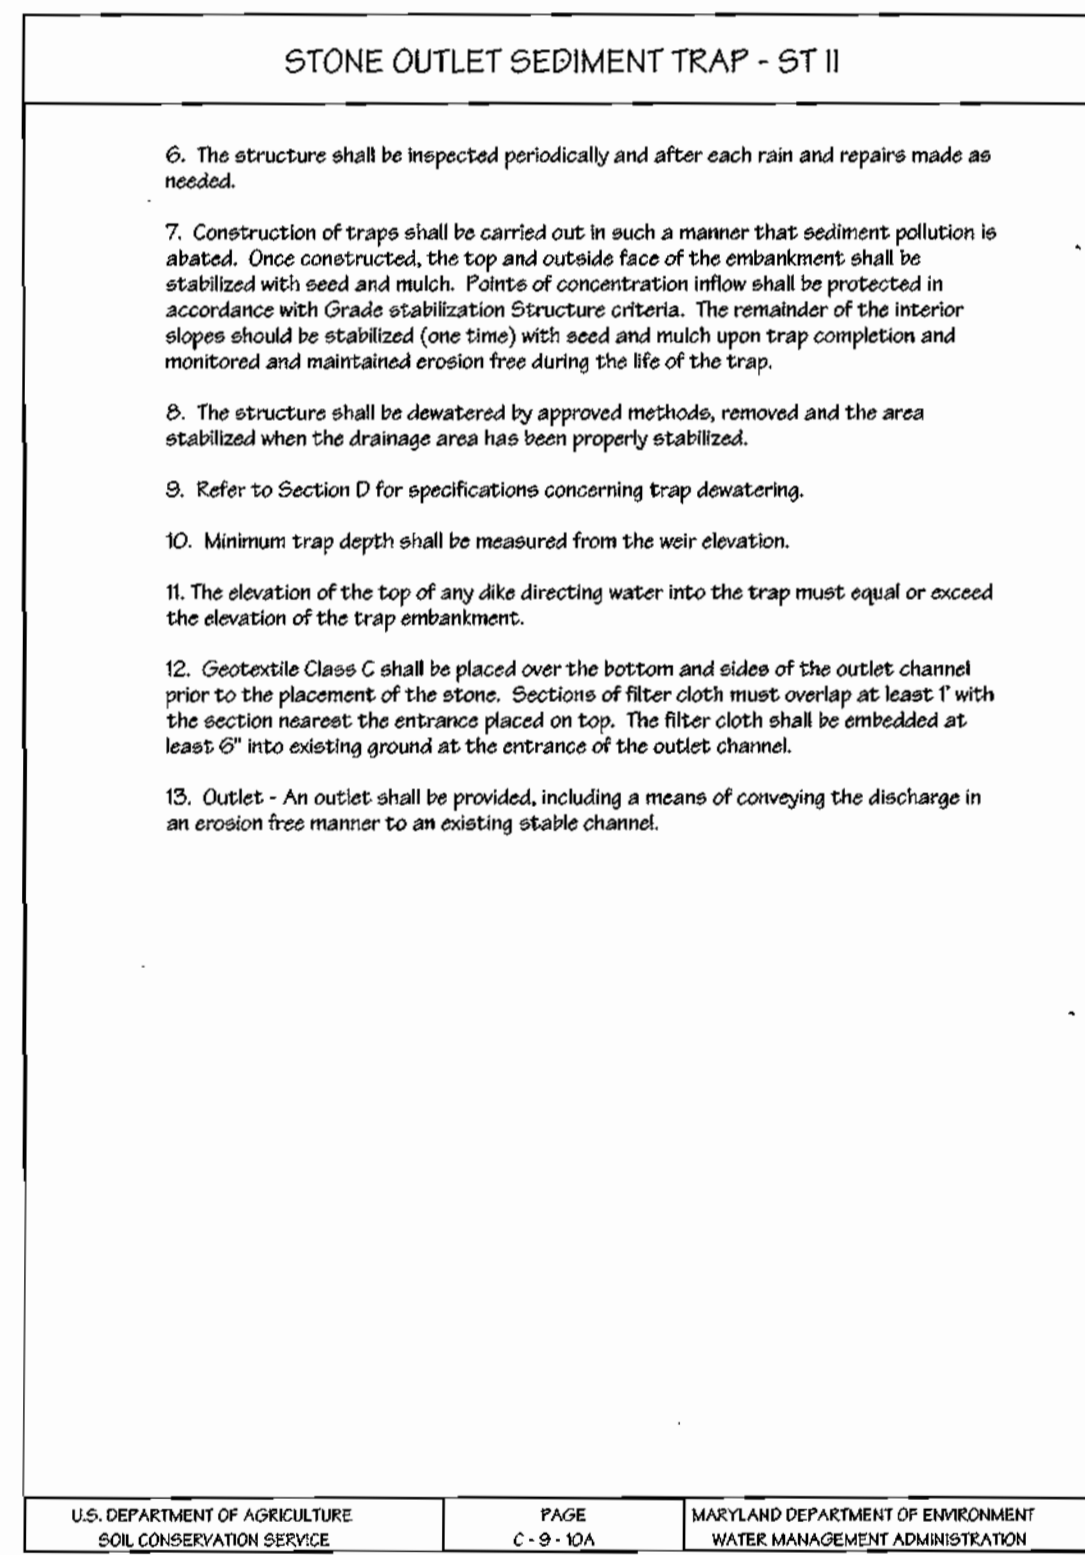 STONE OUTLET SEDIMENT TRAP - ST II
6. The structure shall be inspected periodically and after each rain and repairs made as
needed.
7. Construction of traps shall be carried out in such a manner that sediment pollution is
abated. Once constructed, the top and outside face of the embankment shall be
stabilized with seed and mulch. Points of concentration inflow shall be protected in
accordance with Grade stabilization Structure criteria. The remainder of the interior
slopes should be stabilized (one time) with seed and mulch upon trap completion and
monitored and maintained erosion free during the life of the trap.
8. The structure shall be dewatered by approved methods, removed and the area
stabilized when the drainage area has been properly stabilized.
9. Refer to Section D for specifications concerning trap dewatering.
10. Minimum trap depth shall be measured from the weir elevation.
11. The elevation of the top of any dike directing water into the trap must equal or exceed
the elevation of the trap embankment.
12. Geotextile Class C shall be placed over the bottom and sides of the outlet channel
prior to the placement of the stone. Sections of filter cloth must overlap at least 1' with
the section nearest the entrance placed on top. The filter cloth shall be embedded at
least 6" into existing ground at the entrance of the outlet channel.
13. Outlet - An outlet shall be provided, including a means of conveying the discharge in
an erosion free manner to an existing stable channel.
U.S. DEPARTMENT OF AGRICULTURE
SOIL CONSERVATION SERVICE
PAGE
C - 9 - 10A
MARYLAND DEPARTMENT OF ENVIRONMENT
WATER MANAGEMENT ADMINISTRATION